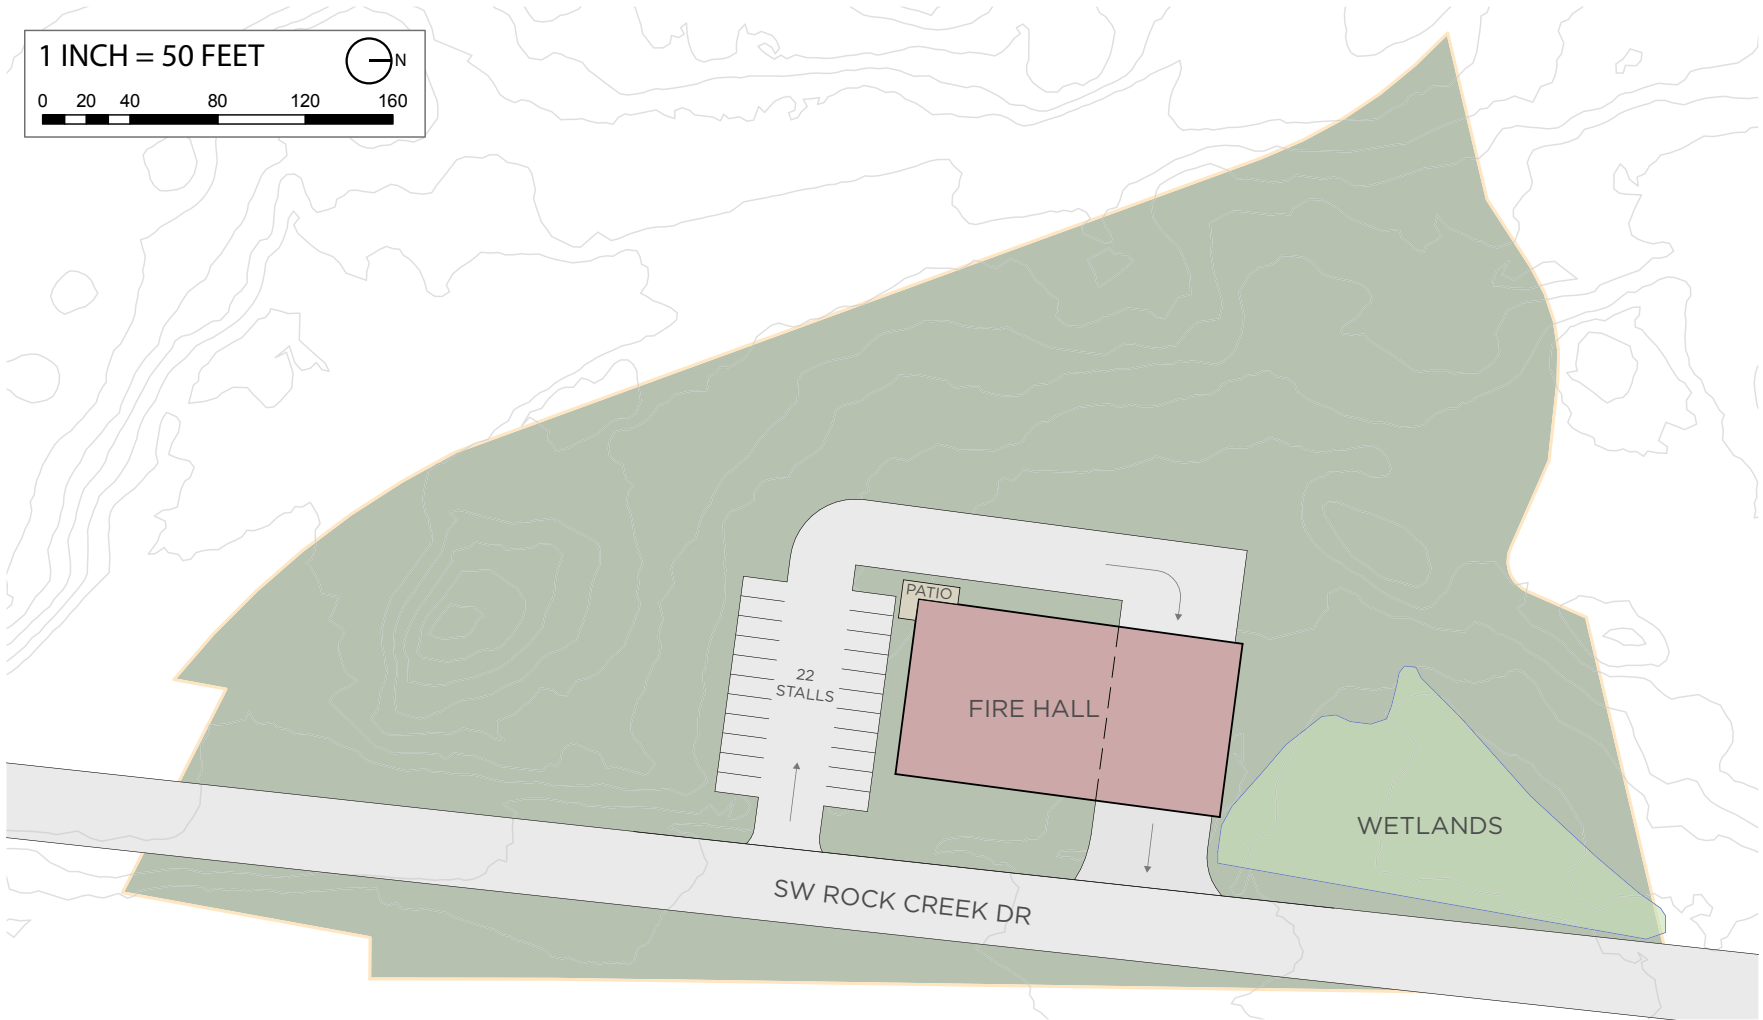 1 INCH = 50 FEET
N
0 20 40 80 120 160
PATIO
22
STALLS
FIRE HALL
WETLANDS
SW ROCK CREEK DR